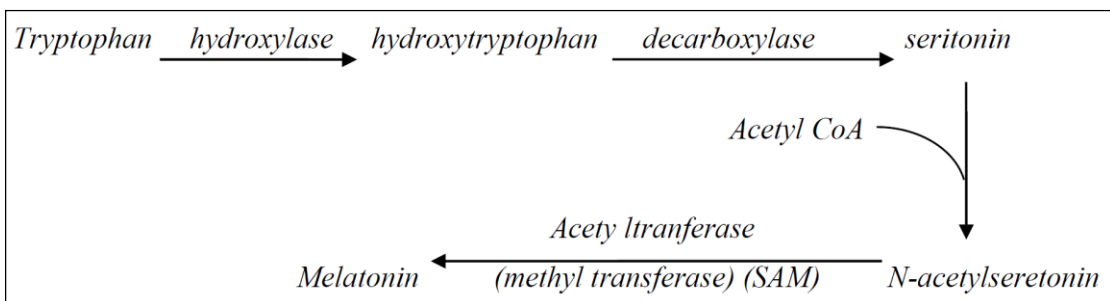 Tryptophan hydroxylase hydroxytryptophan decarboxylase seritonin
Acetyl CoA
Acety ltranferase
Melatonin (methyl transferase) (SAM) N-acetylseretonin